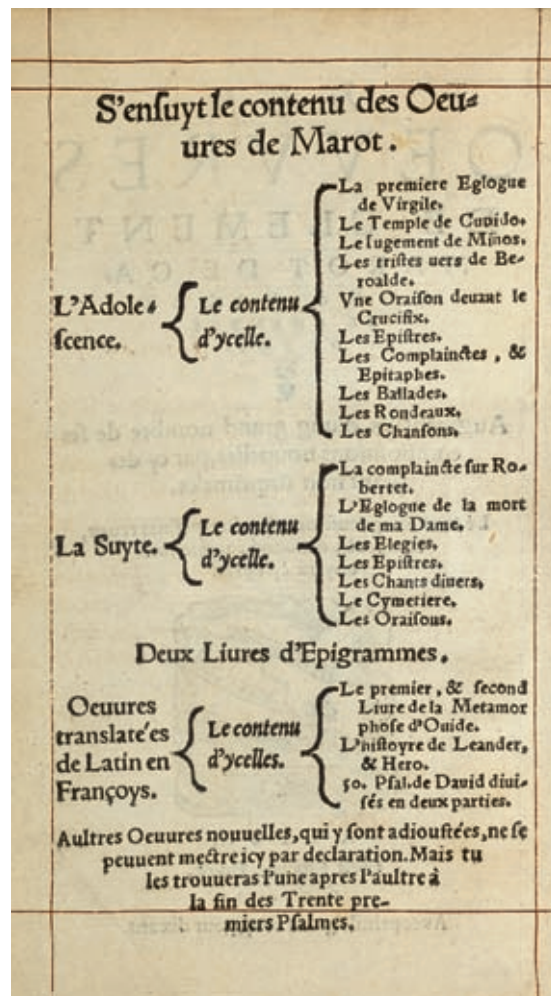 S'enſuyt le contenu des Oeu-
ures de Marot.
L'Adole-
ſcence.
Le contenu
d'ycelle.
La premiere Eglogue
de Virgile.
Le Temple de Cupido.
Le Iugement de Minos.
Les triſtes uers de Be-
roalde.
Vne Oraiſon deuant le
Crucifix.
Les Epiſtres.
Les Complainctes, &
Epitaphes.
Les Ballades.
Les Rondeaux.
Les Chanſons.
La Suyte.
Le contenu
d'ycelle.
La complaincte ſur Ro-
bertet.
L'Eglogue de la mort
de ma Dame.
Les Elegies.
Les Epiſtres.
Les Chants diuers,
Le Cymetiere.
Les Oraiſons.
Deux Liures d'Epigrammes.
Oeuures
translate'es
de Latin en
Françoys.
Le contenu
d'ycelles.
Le premier, & ſecond
Liure de la Metamor
phoſe d'Ouide.
L'hiſtoyre de Leander,
& Hero.
50. Pſal. de Dauid diui-
ſés en deux parties.
Aultres Oeuures nouuelles, qui y ſont adiouſtées, ne ſe
peuuent mectre icy par declaration. Mais tu
les trouueras l'une apres l'aultre à
la fin des Trente pre-
miers Pſalmes.